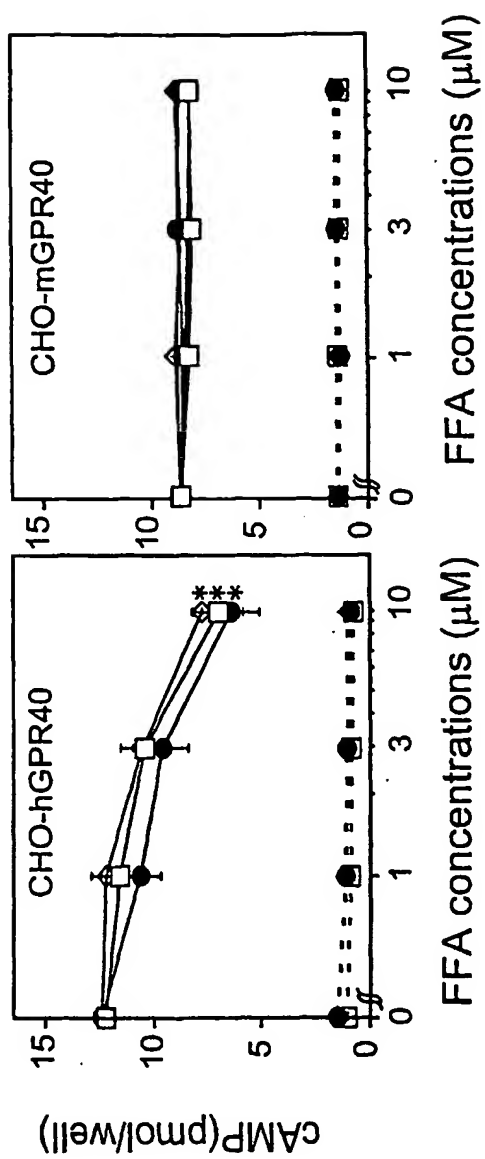 CHO-hGPR40
cAMP(pmol/well)
15
10
5
0
***
0 1 3 10
FFA concentrations (μM)
CHO-mGPR40
15
10
5
0
0 1 3 10
FFA concentrations (μM)